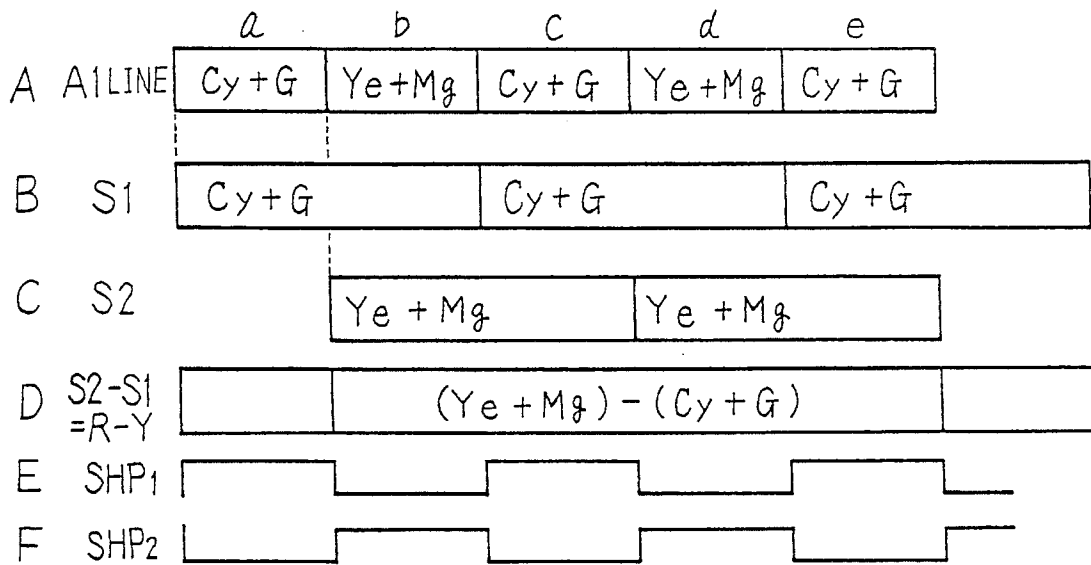 a b c d e
A A1LINE Cy+G Ye+Mg Cy+G Ye+Mg Cy+G
B S1 Cy+G Cy+G Cy+G
C S2 Ye+Mg Ye+Mg
D S2-S1
=R-Y (Ye+Mg)-(Cy+G)
E SHP1
F SHP2